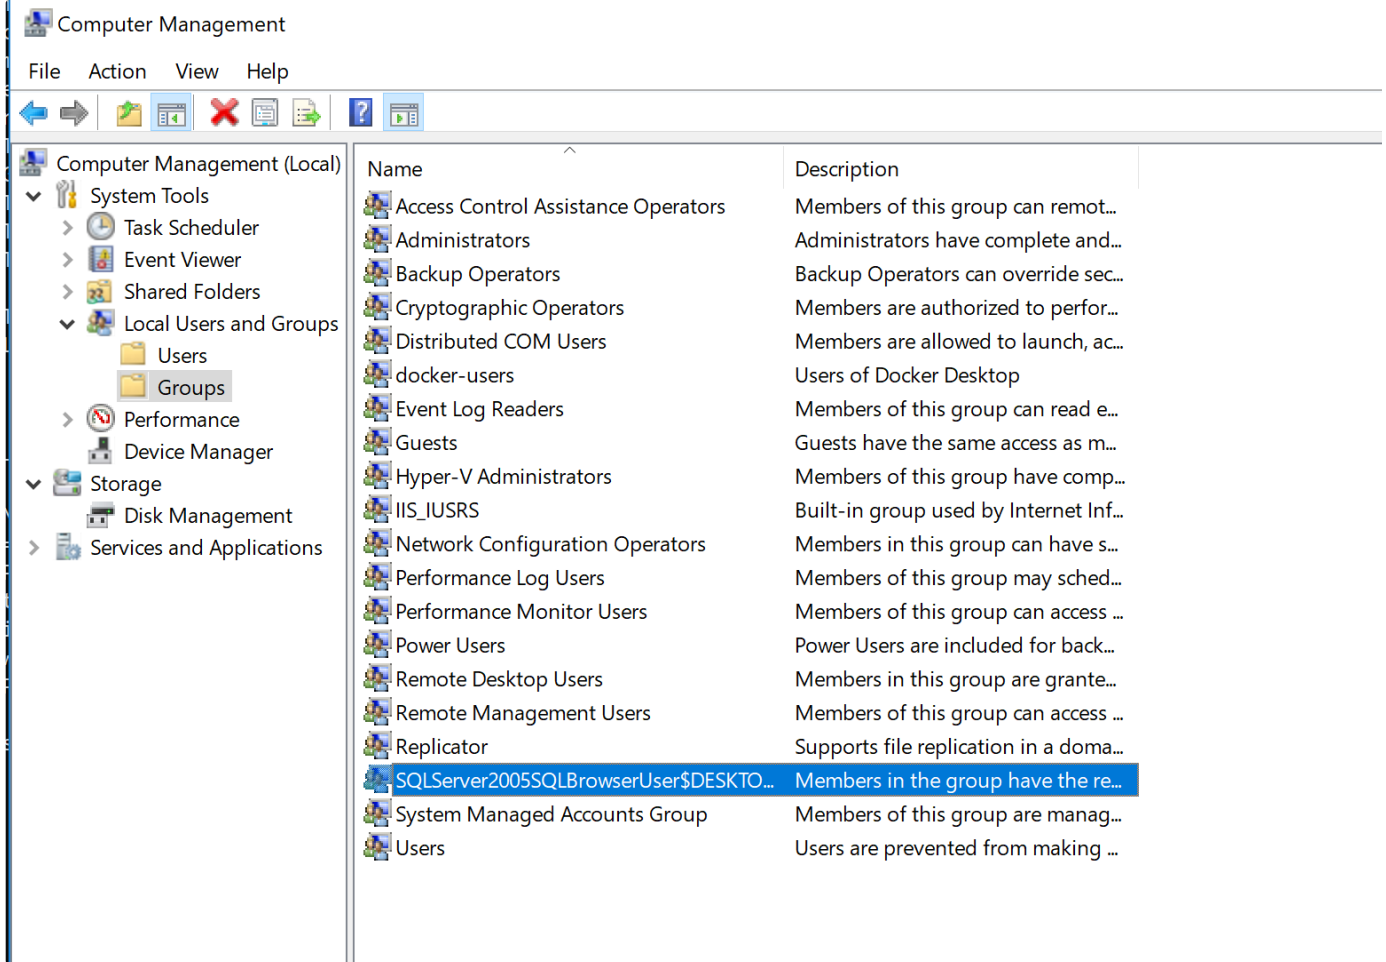 Computer Management
File Action View Help
Computer Management (Local)
System Tools
Task Scheduler
Event Viewer
Shared Folders
Local Users and Groups
Users
Groups
Performance
Device Manager
Storage
Disk Management
Services and Applications
Name Description
Access Control Assistance Operators Members of this group can remot...
Administrators Administrators have complete and...
Backup Operators Backup Operators can override sec...
Cryptographic Operators Members are authorized to perfor...
Distributed COM Users Members are allowed to launch, ac...
docker-users Users of Docker Desktop
Event Log Readers Members of this group can read e...
Guests Guests have the same access as m...
Hyper-V Administrators Members of this group have comp...
IIS_IUSRS Built-in group used by Internet Inf...
Network Configuration Operators Members in this group can have s...
Performance Log Users Members of this group may sched...
Performance Monitor Users Members of this group can access ...
Power Users Power Users are included for back...
Remote Desktop Users Members in this group are grante...
Remote Management Users Members of this group can access ...
Replicator Supports file replication in a doma...
SQLServer2005SQLBrowserUser$DESKTO... Members in the group have the re...
System Managed Accounts Group Members of this group are manag...
Users Users are prevented from making ...